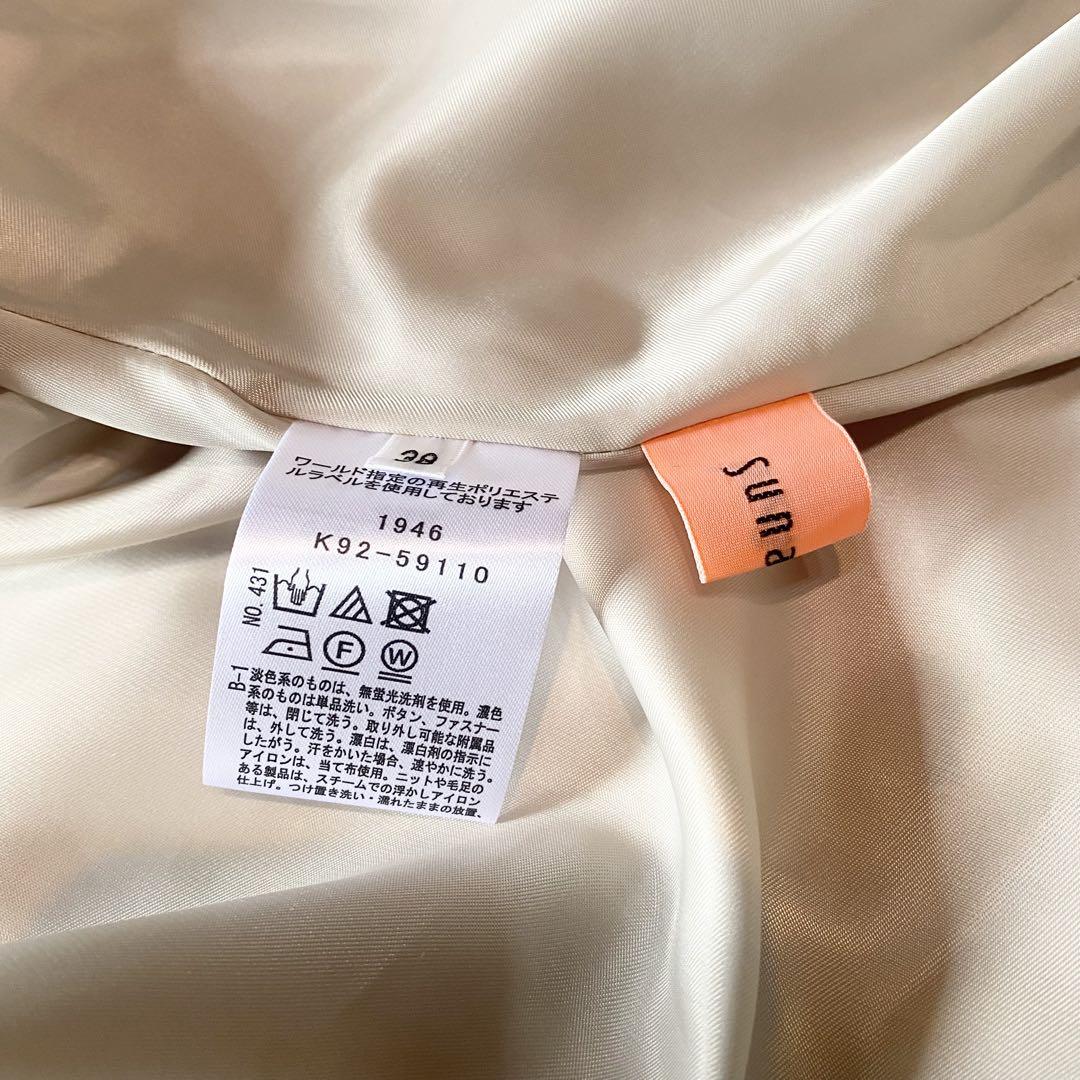 38
ワールド指定の再生ポリエステ
ルラベルを使用しております
1946
K92-59110
NO.431
F W
B-1
淡色系のものは、無蛍光洗剤を使用。濃色
系のものは単品洗い。ボタン、ファスナー
等は、閉じて洗う。取り外し可能な附属品
は、外して洗う。漂白は、漂白剤の指示に
したがう。汗をかいた場合、速やかに洗う。
アイロンは、当て布使用。ニットや毛足の
ある製品は、スチームでの浮かしアイロン
仕上げ。つけ置き洗い・濡れたままの放置、